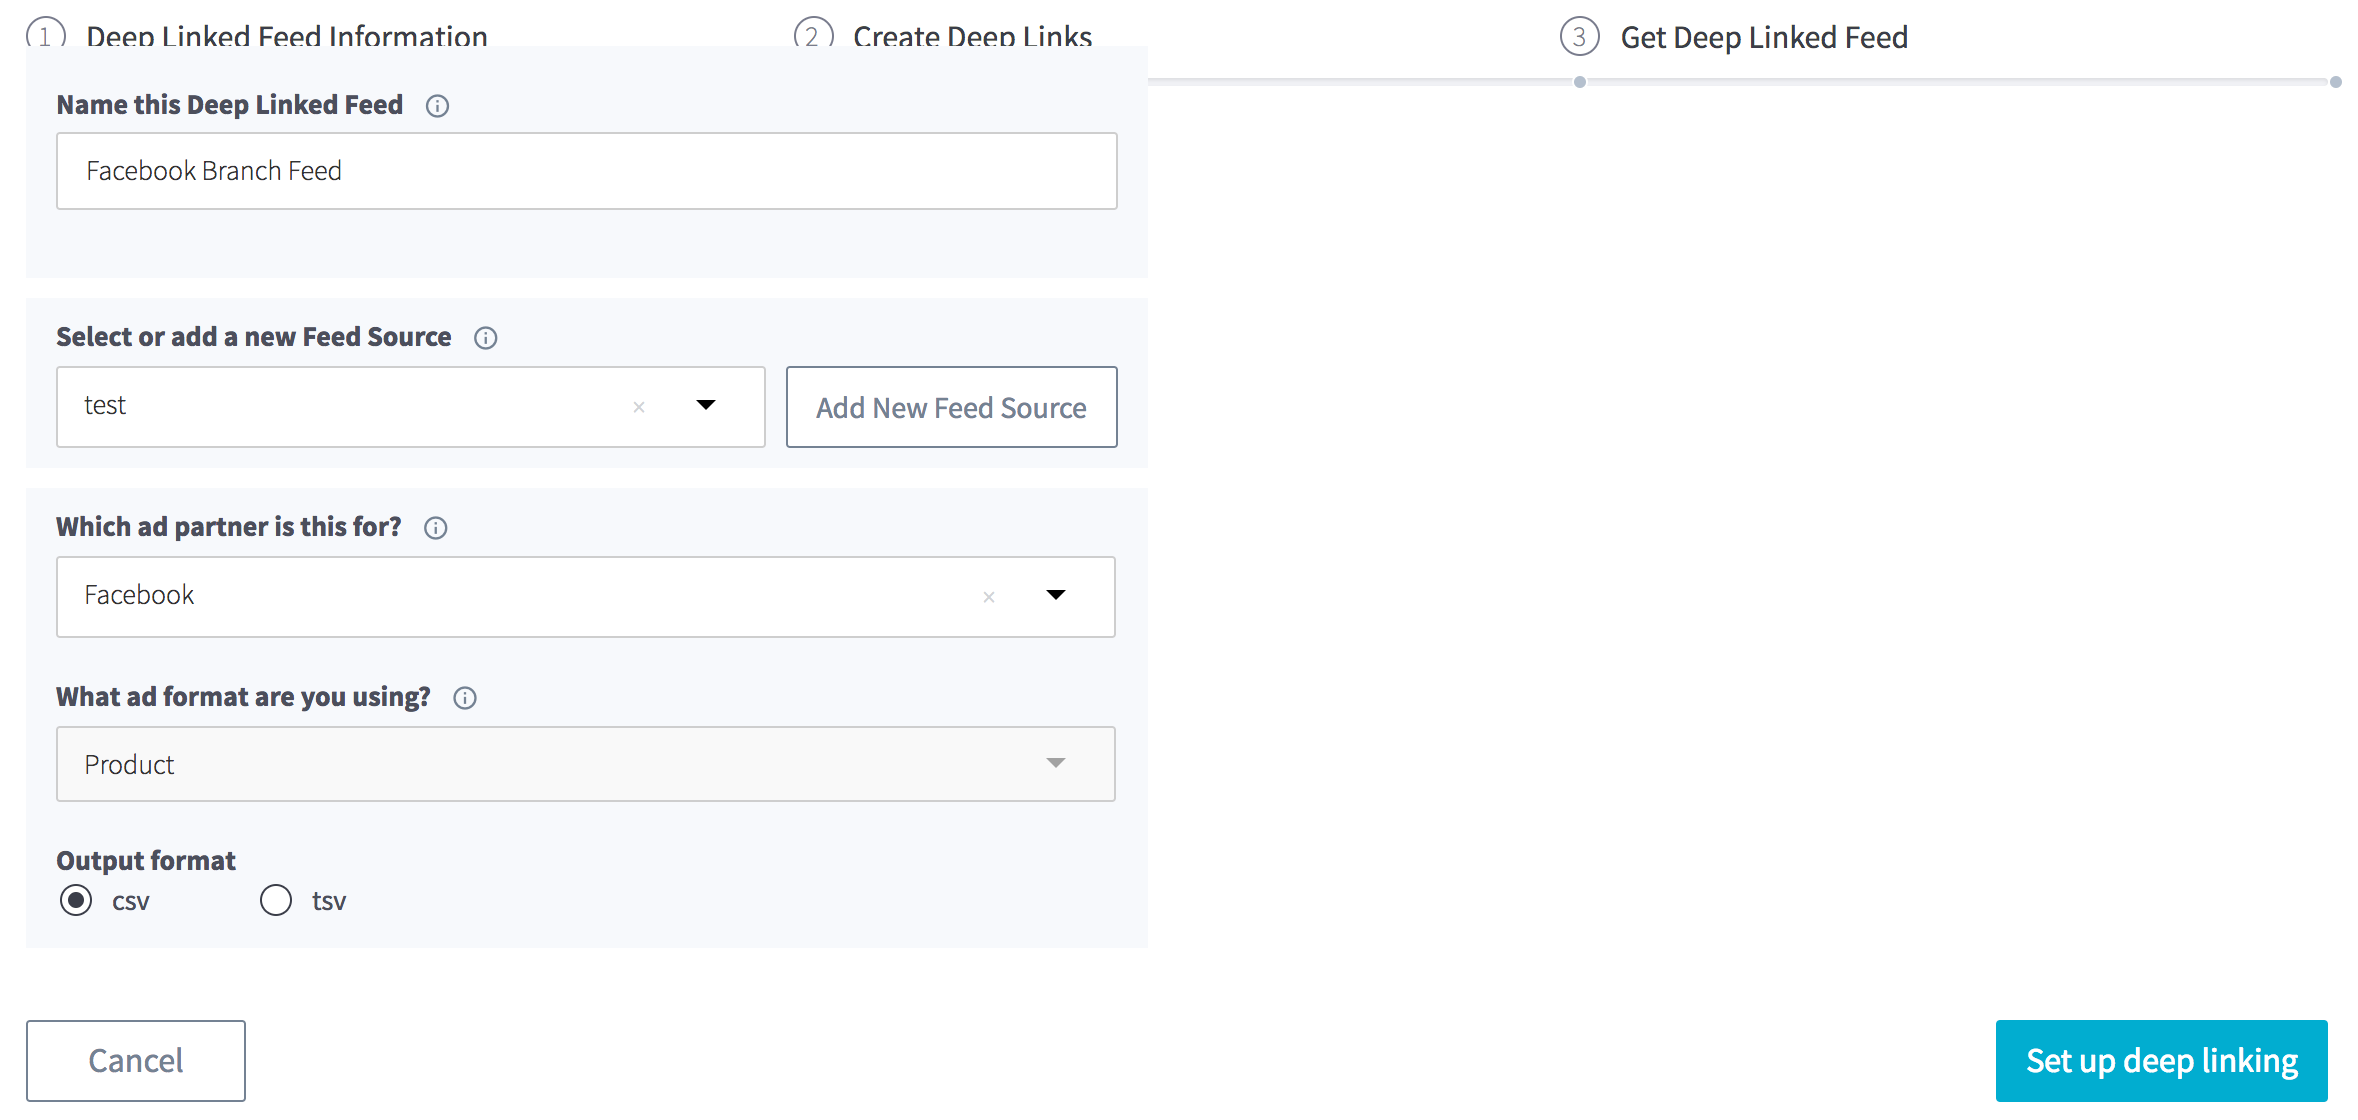 1 Deep Linked Feed Information 2 Create Deep Links 3 Get Deep Linked Feed
Name this Deep Linked Feed
Facebook Branch Feed
Select or add a new Feed Source
test × Add New Feed Source
Which ad partner is this for?
Facebook ×
What ad format are you using?
Product
Output format
csv tsv
Cancel Set up deep linking